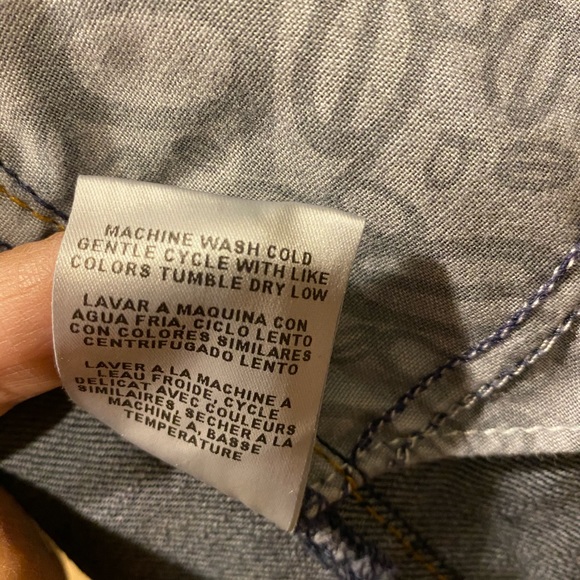 MACHINE WASH COLD
GENTLE CYCLE WITH LIKE
COLORS TUMBLE DRY LOW
LAVAR A MAQUINA CON
AGUA FRIA, CICLO LENTO
CON COLORES SIMILARES
CENTRIFUGADO LENTO
LAVER A LA MACHINE A
LEAU FROIDE, CYCLE
DELICAT AVEC COULEURS
SIMILAIRES, SECHER A LA
MACHINE A, BASSE
TEMPERATURE